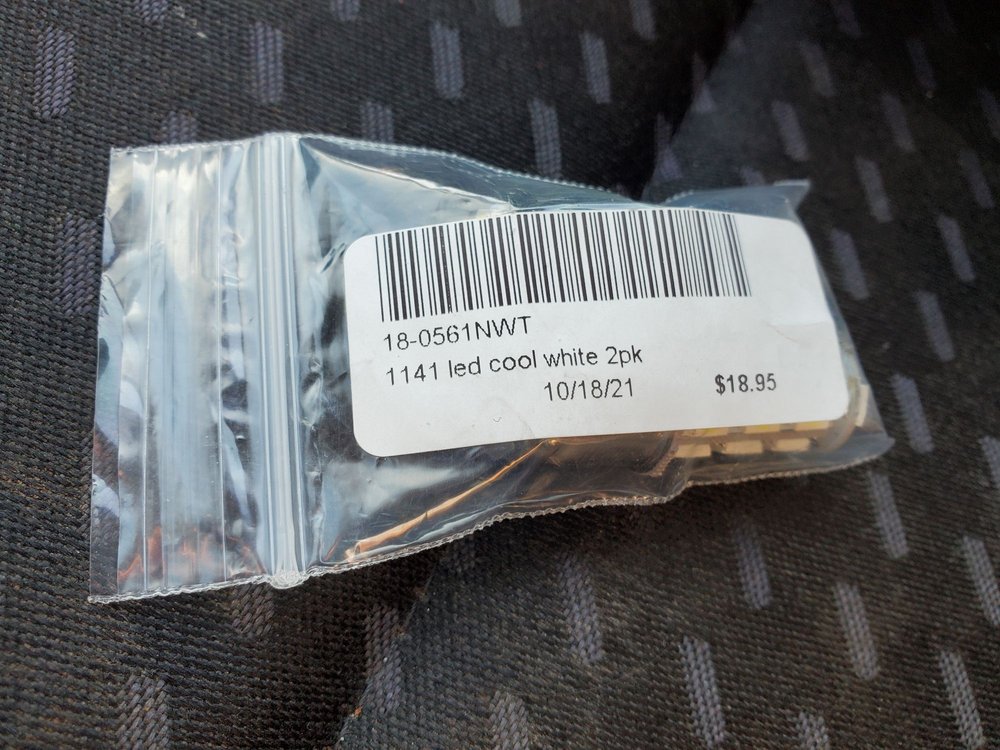 18-0561NWT
1141 led cool white 2pk
10/18/21 $18.95